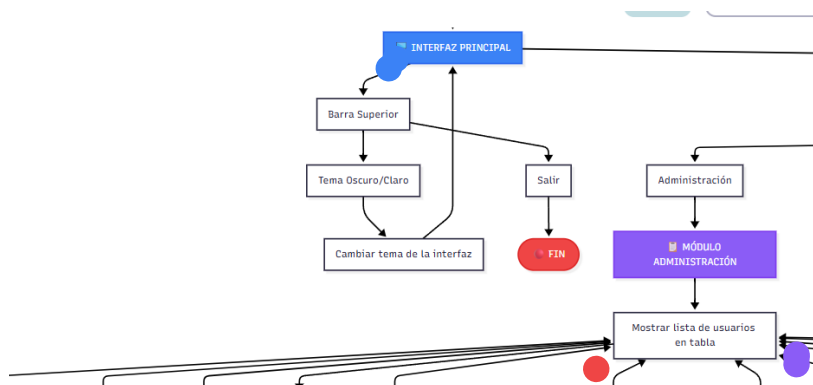 INTERFAZ PRINCIPAL
Barra Superior
Tema Oscuro/Claro
Salir
Administración
Cambiar tema de la interfaz
FIN
MÓDULO
ADMINISTRACIÓN
Mostrar lista de usuarios
en tabla